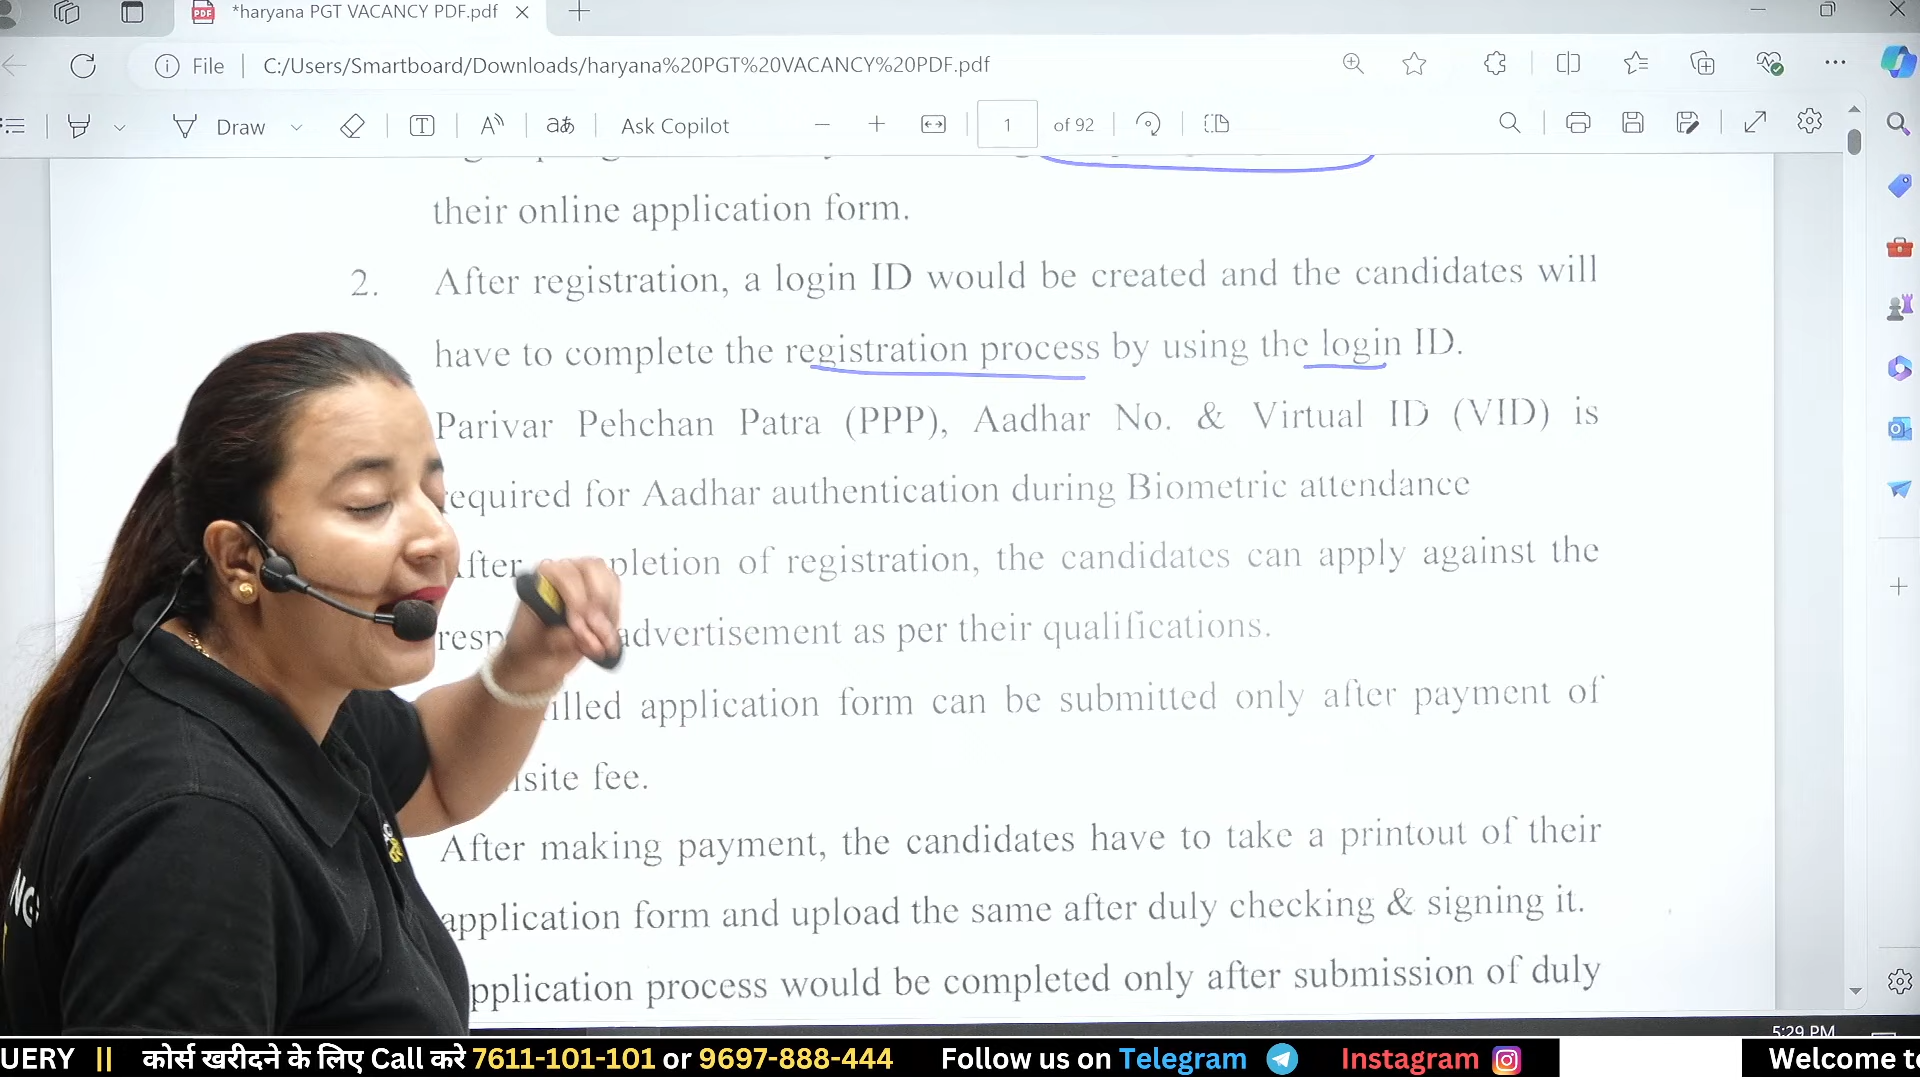 *haryana PGT VACANCY PDF.pdf
File
C:/Users/Smartboard/Downloads/haryana%20PGT%20VACANCY%20PDF.pdf
Draw
Ask Copilot
1 of 92
their online application form.
2. After registration, a login ID would be created and the candidates will
have to complete the registration process by using the login ID.
Parivar Pehchan Patra (PPP), Aadhar No. & Virtual ID (VID) is
equired for Aadhar authentication during Biometric attendance
fter pletion of registration, the candidates can apply against the
resp advertisement as per their qualifications.
illed application form can be submitted only after payment of
isite fee.
After making payment, the candidates have to take a printout of their
application form and upload the same after duly checking & signing it.
pplication process would be completed only after submission of duly
5:29 PM
UERY || कोर्स खरीदने के लिए Call करे 7611-101-101 or 9697-888-444 Follow us on Telegram Instagram Welcome to